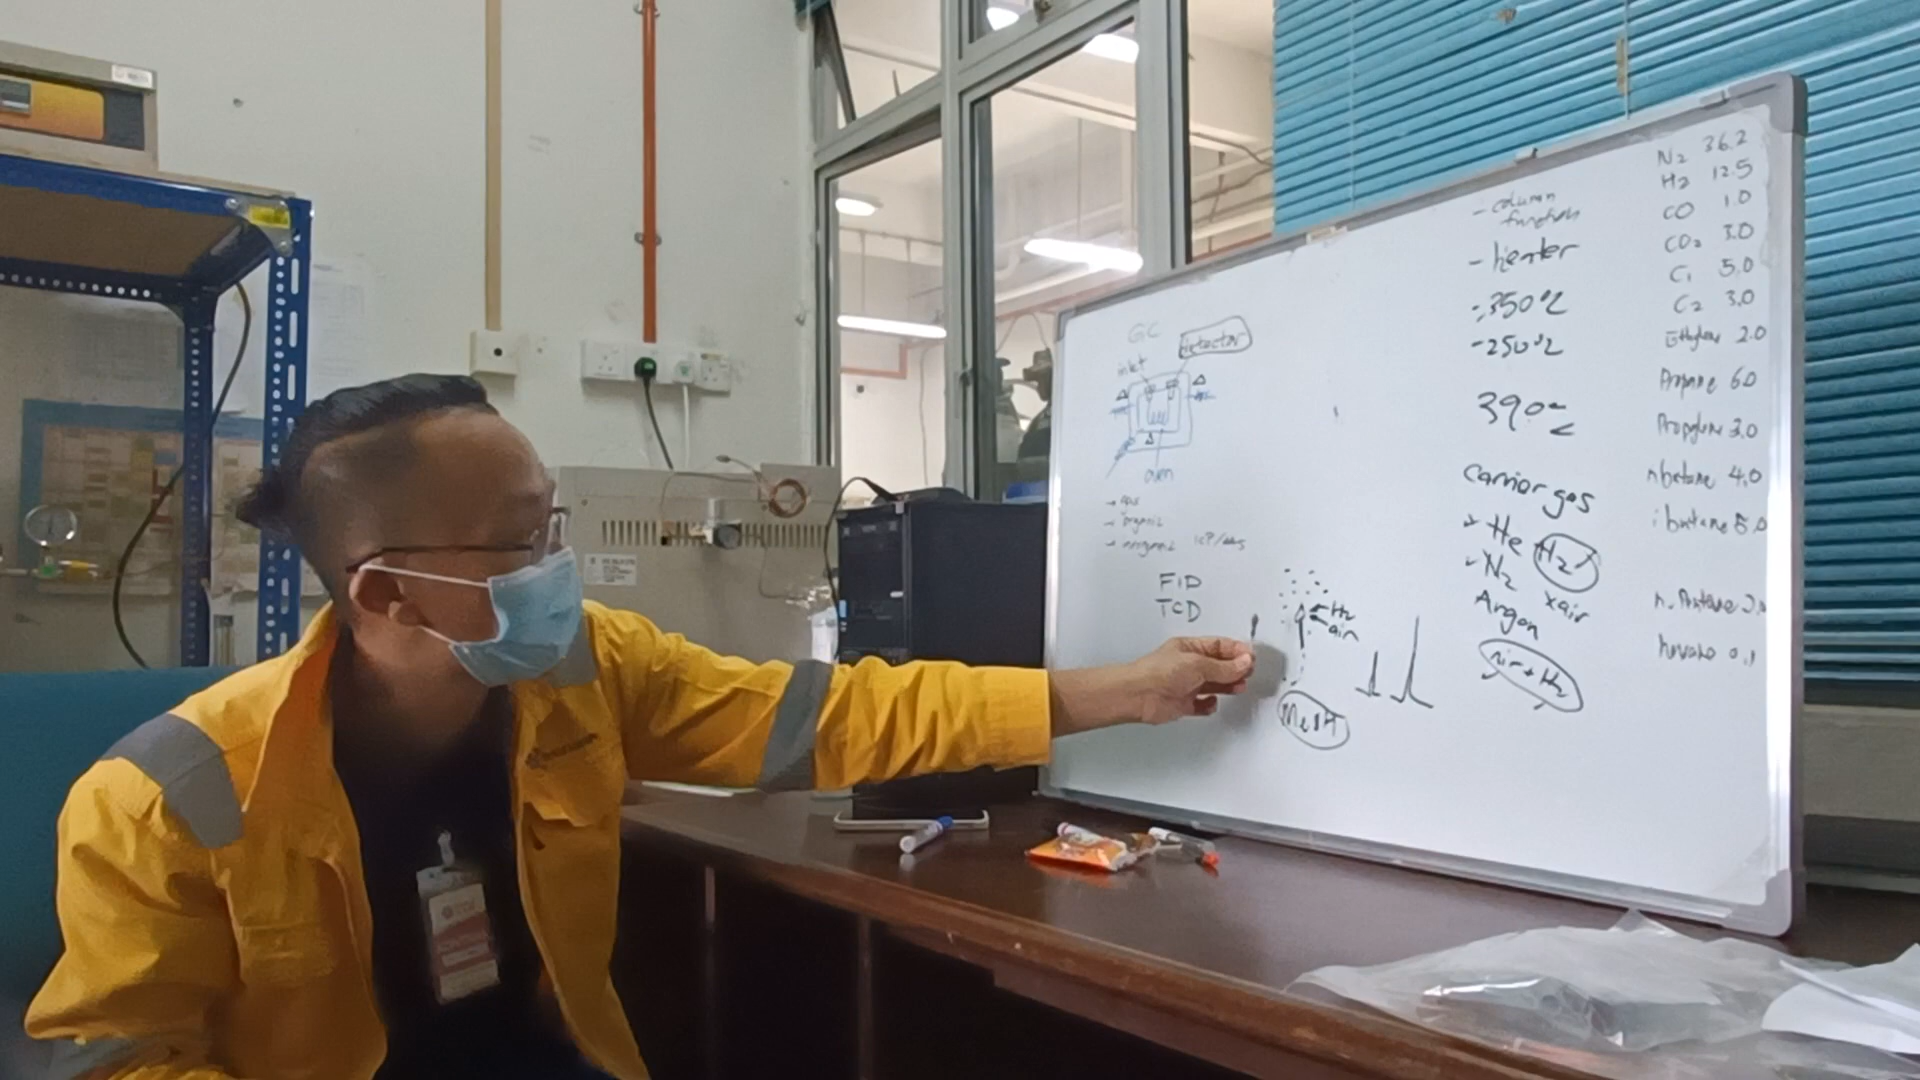 GC
detector
inlet
oven
→ gas
→ organic
FID
TCD
H2
air
MeOH
- column
function
- heater
- 350°C
- 250°C
390°C
Carrier gas
He
H2
N2
x air
Argon
air + H2
N2 36.2
H2 12.5
CO 1.0
CO2 3.0
C1 5.0
C2 3.0
Ethylene 2.0
Propane 6.0
Propylene 3.0
n butane 4.0
i butane 5.0
n. Pentane
hexane 0.1